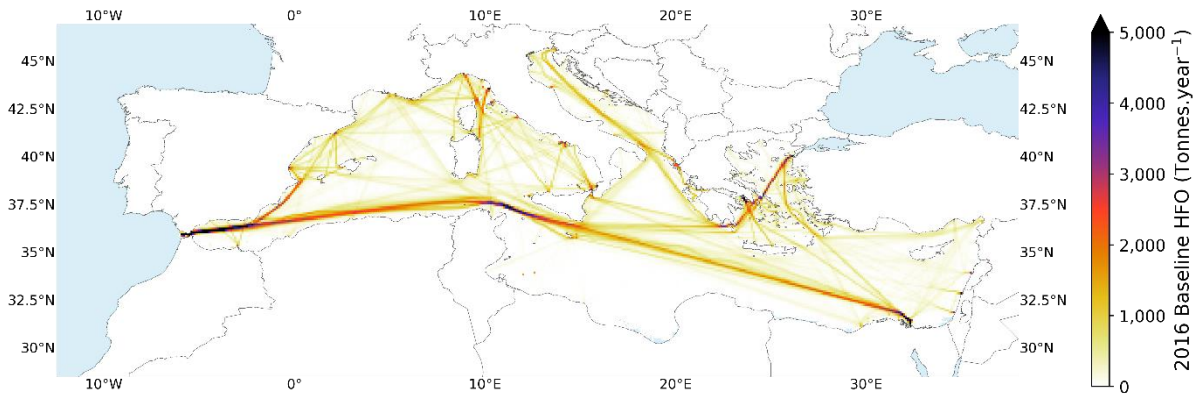 10°W 0° 10°E 20°E 30°E
45°N 45°N
42.5°N 42.5°N
40°N 40°N
37.5°N 37.5°N
35°N 35°N
32.5°N 32.5°N
30°N 30°N
10°W 0° 10°E 20°E 30°E
5,000
4,000
3,000
2,000
1,000
0
2016 Baseline HFO (Tonnes.year⁻¹)